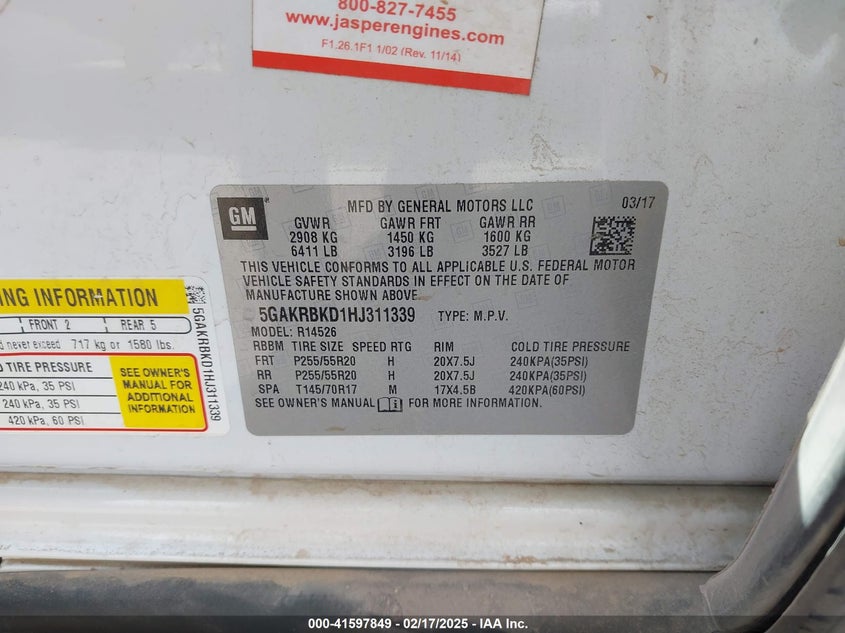 800-827-7455
www.jasperengines.com
F1.26.1F1 1/02 (Rev. 11/14)
GM
MFD BY GENERAL MOTORS LLC 03/17
GVWR GAWR FRT GAWR RR
2908 KG 1450 KG 1600 KG
6411 LB 3196 LB 3527 LB
THIS VEHICLE CONFORMS TO ALL APPLICABLE U.S. FEDERAL MOTOR
VEHICLE SAFETY STANDARDS IN EFFECT ON THE DATE OF
MANUFACTURE SHOWN ABOVE.
5GAKRBKD1HJ311339 TYPE: M.P.V.
MODEL: R14526
RBBM TIRE SIZE SPEED RTG RIM COLD TIRE PRESSURE
FRT P255/55R20 H 20X7.5J 240KPA(35PSI)
RR P255/55R20 H 20X7.5J 240KPA(35PSI)
SPA T145/70R17 M 17X4.5B 420KPA(60PSI)
SEE OWNER'S MANUAL FOR MORE INFORMATION.
ING INFORMATION
FRONT 2 REAR 5
never exceed 717 kg or 1580 lbs.
TIRE PRESSURE
240 kPa, 35 PSI
240 kPa, 35 PSI
420 kPa, 60 PSI
SEE OWNER'S
MANUAL FOR
ADDITIONAL
INFORMATION
5GAKRBKD1HJ311339
000-41597849 - 02/17/2025 - IAA Inc.